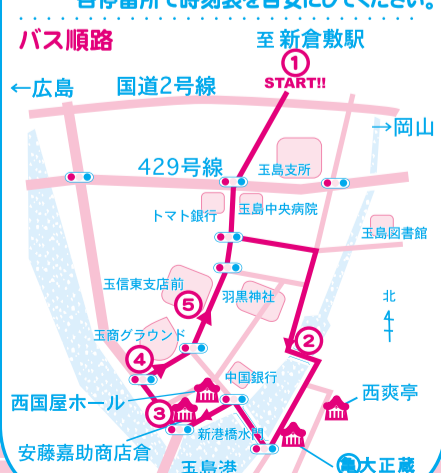 各停留所で時刻表を目安にしてください。
バス順路
至 新倉敷駅
①
START!!
←広島
国道2号線
→岡山
429号線
玉島支所
トマト銀行
玉島中央病院
玉島図書館
玉信東支店前
羽黒神社
⑤
北
玉商グラウンド
②
④
中国銀行
西国屋ホール
西爽亭
③
新港橋水門
安藤嘉助商店倉
大正蔵
玉島港